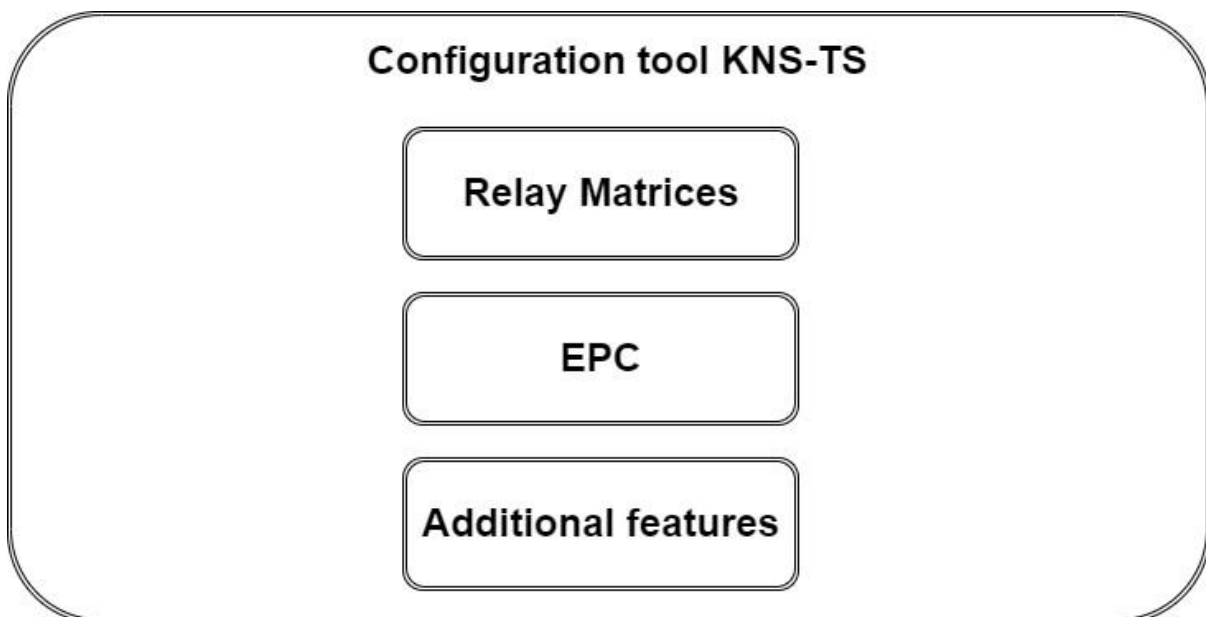 Configuration tool KNS-TS
Relay Matrices
EPC
Additional features